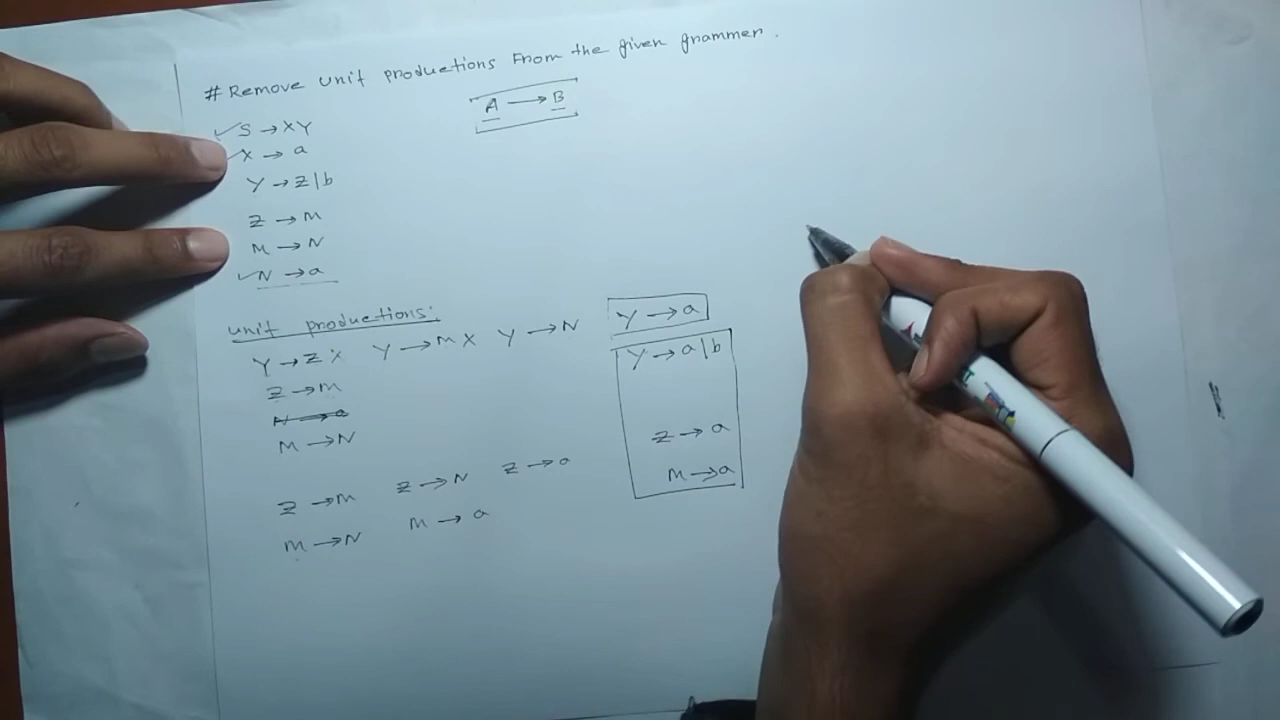 # Remove unit productions From the given grammer.
A → B
✓S → XY
✓X → a
Y → Z|b
Z → M
M → N
✓N → a
unit productions:
Y → Z X Y → M X Y → N Y → a
Y → a|b
Z → M
N → a
M → N
Z → a
M → a
Z → M Z → N Z → a
M → N M → a